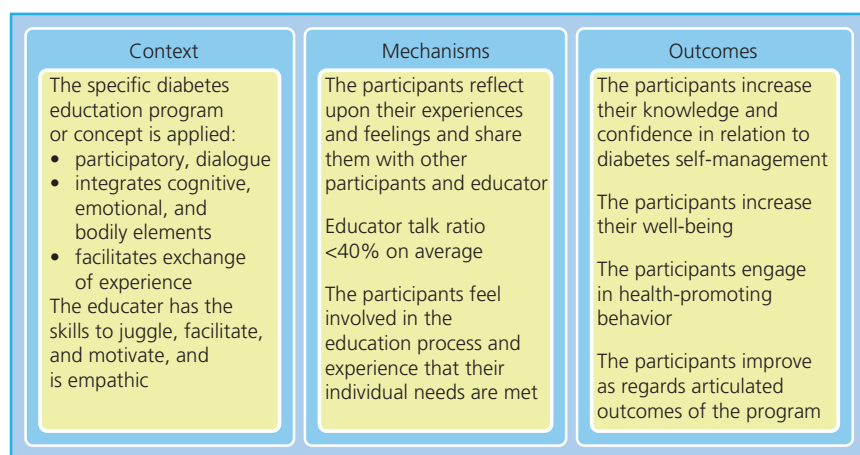 Context
The specific diabetes
eductation program
or concept is applied:
• participatory, dialogue
• integrates cognitive,
emotional, and
bodily elements
• facilitates exchange
of experience
The educater has the
skills to juggle, facilitate,
and motivate, and
is empathic
Mechanisms
The participants reflect
upon their experiences
and feelings and share
them with other
participants and educator
Educator talk ratio
<40% on average
The participants feel
involved in the
education process and
experience that their
individual needs are met
Outcomes
The participants increase
their knowledge and
confidence in relation to
diabetes self-management
The participants increase
their well-being
The participants engage
in health-promoting
behavior
The participants improve
as regards articulated
outcomes of the program